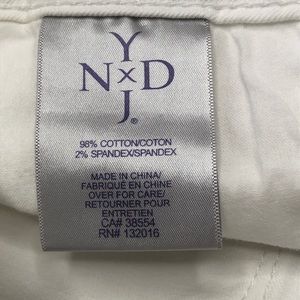 Y
N x D
J®
98% COTTON/COTON
2% SPANDEX/SPANDEX
MADE IN CHINA/
FABRIQUÉ EN CHINE
OVER FOR CARE/
RETOURNER POUR
ENTRETIEN
CA# 38554
RN# 132016